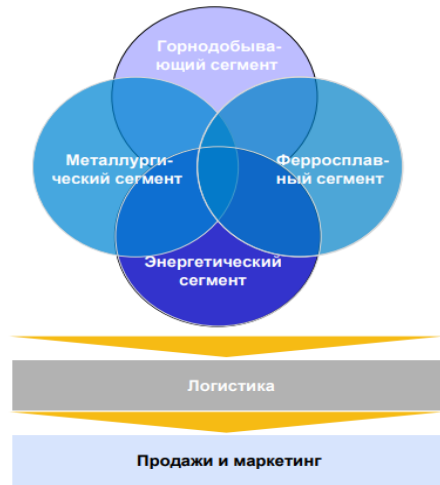 Горнодобыва-
ющий сегмент
Металлурги-
ческий сегмент
Ферросплав-
ный сегмент
Энергетический
сегмент
Логистика
Продажи и маркетинг